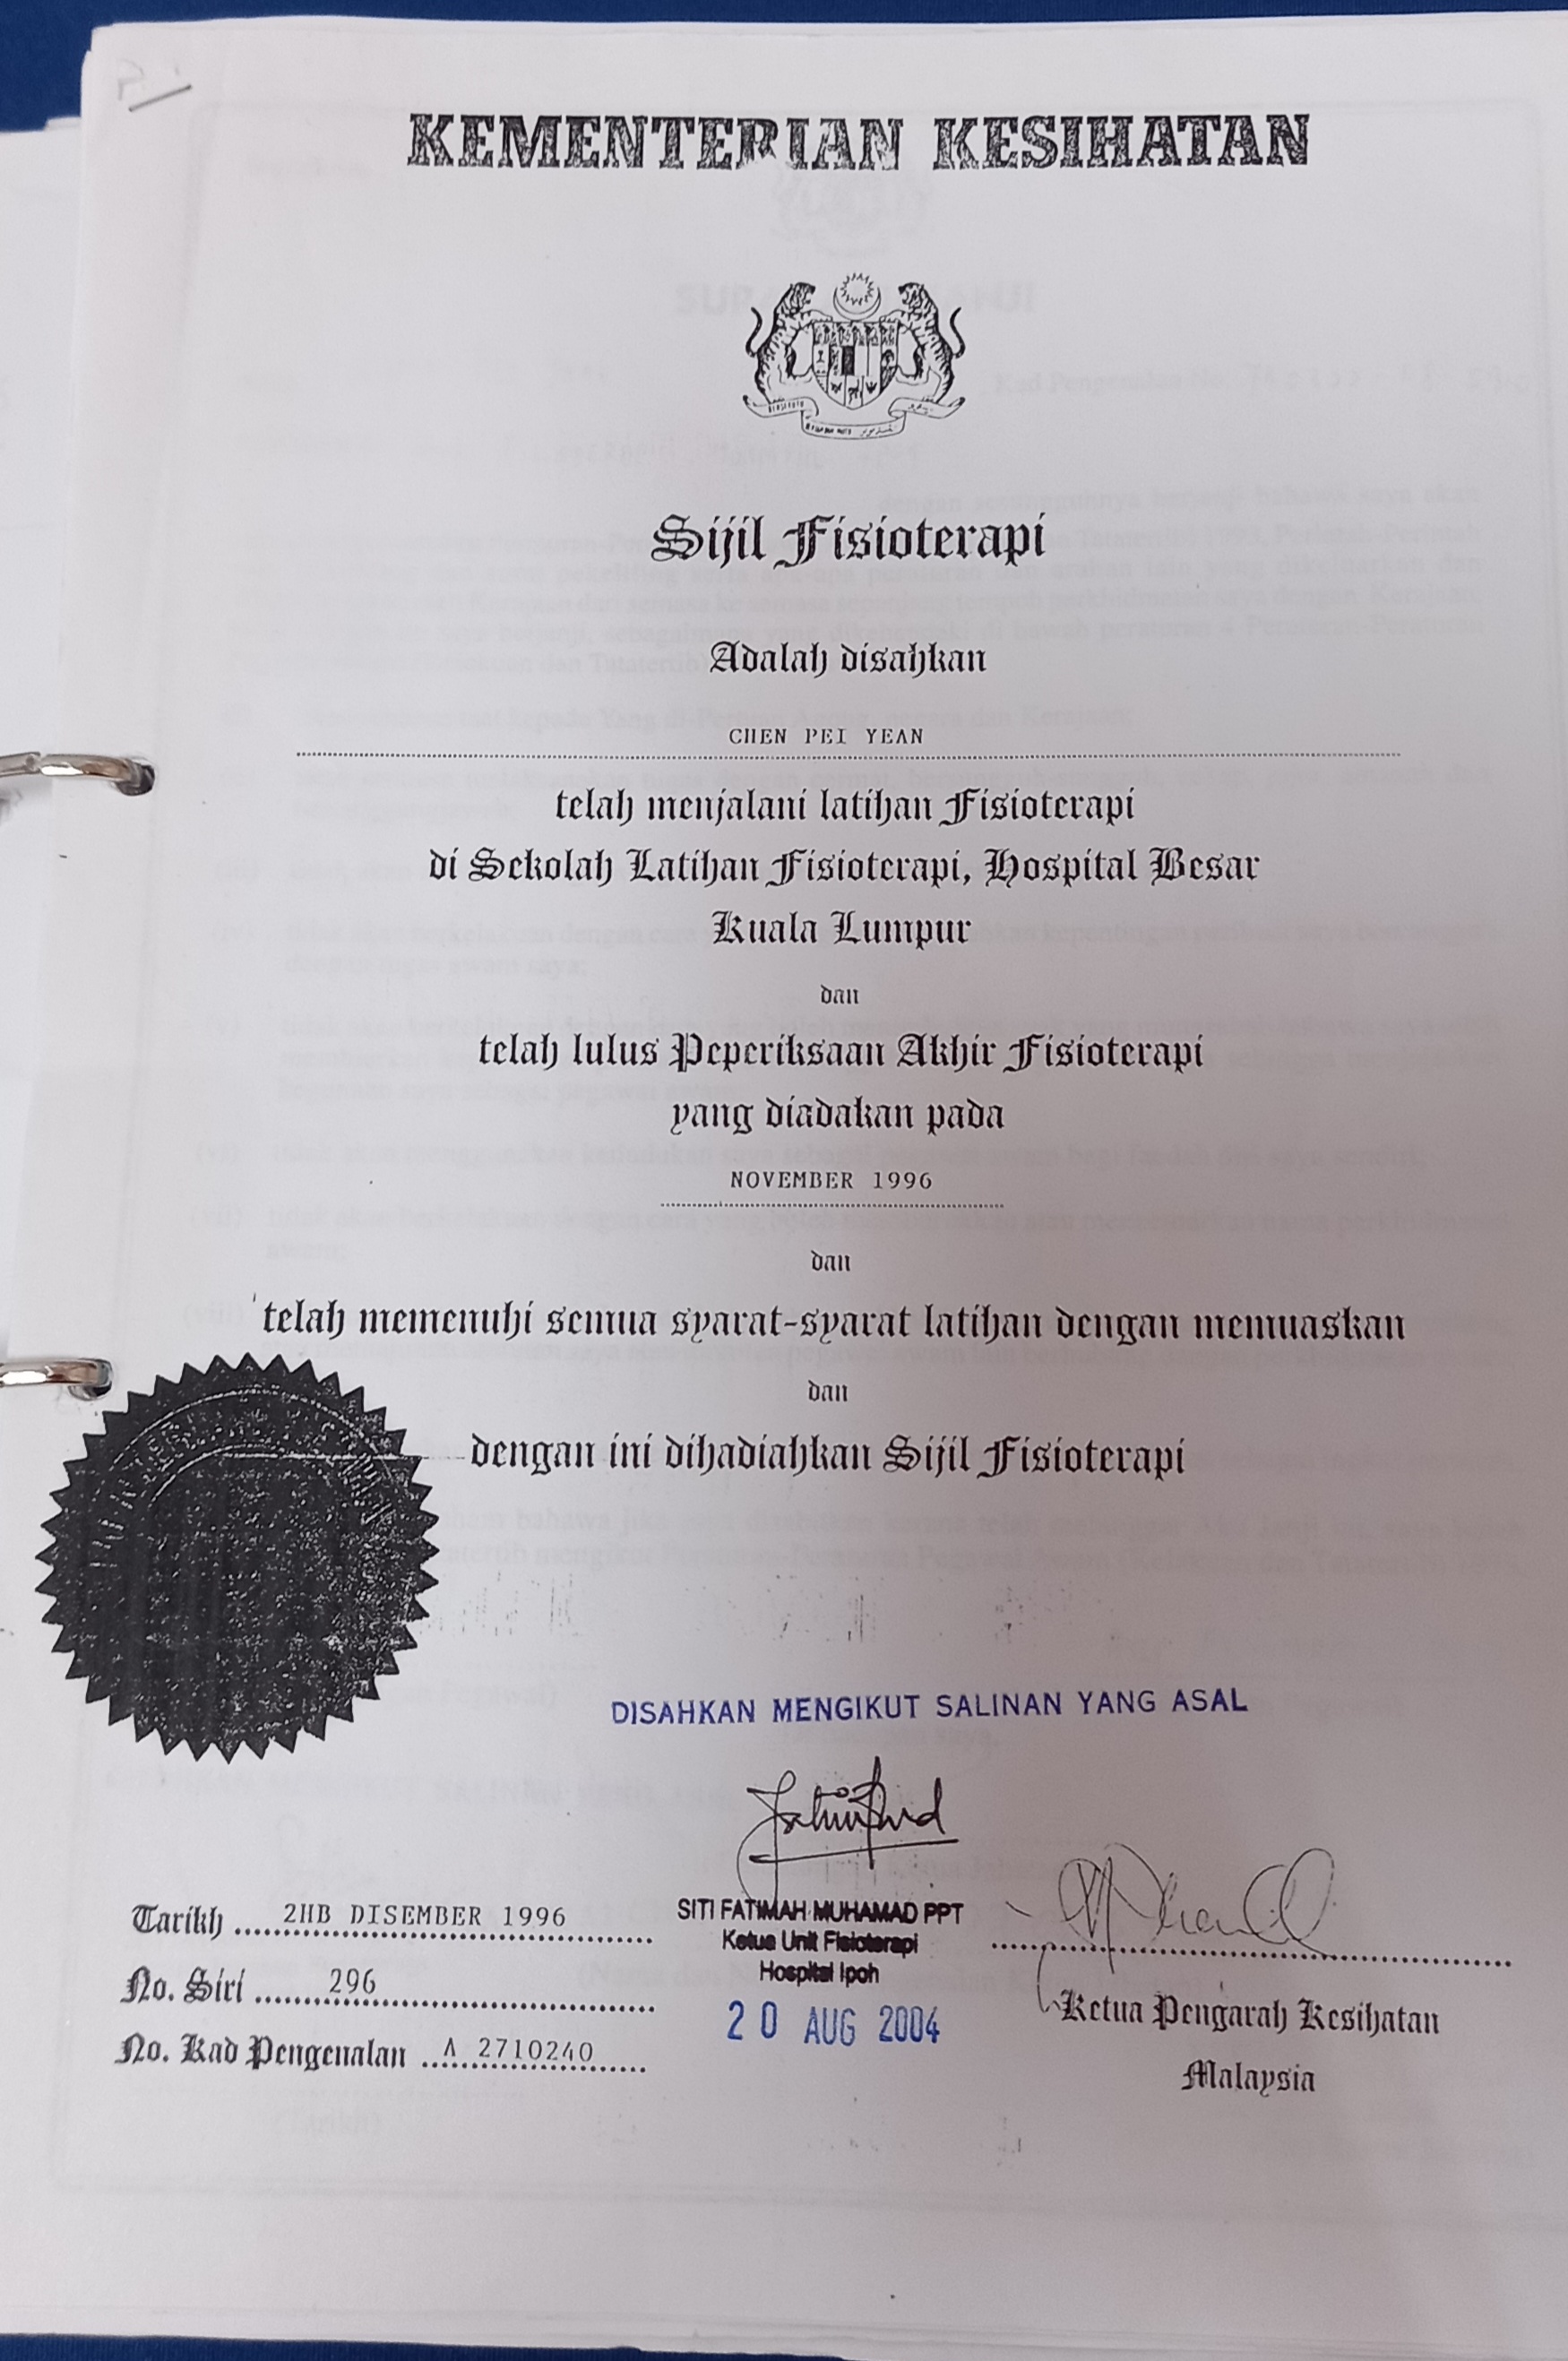 KEMENTERIAN KESIHATAN
Sijil Fisioterapi
Adalah disahkan
CHEN PEI YEAN
telah menjalani latihan Fisioterapi
di Sekolah Latihan Fisioterapi, Hospital Besar
Kuala Lumpur
dan
telah lulus Peperiksaan Akhir Fisioterapi
yang diadakan pada
NOVEMBER 1996
dan
telah memenuhi semua syarat-syarat latihan dengan memuaskan
dan
dengan ini dihadiahkan Sijil Fisioterapi
DISAHKAN MENGIKUT SALINAN YANG ASAL
SITI FATIMAH MUHAMAD PPT
Ketua Unit Fisioterapi
Hospital Ipoh
20 AUG 2004
Tarikh 2HB DISEMBER 1996
No. Siri 296
No. Kad Pengenalan A 2710240
Ketua Pengarah Kesihatan
Malaysia